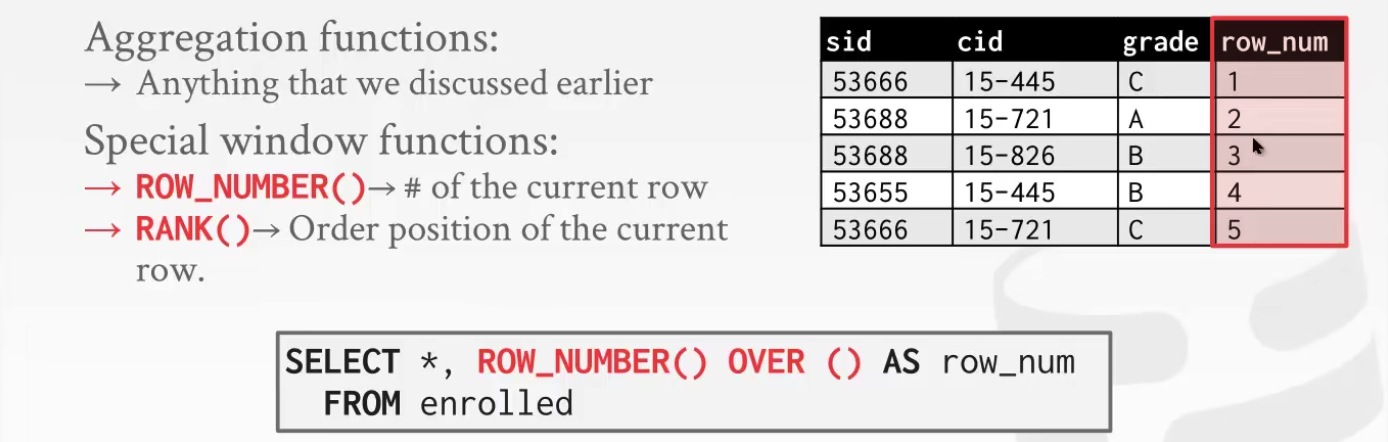 Aggregation functions:
→ Anything that we discussed earlier
Special window functions:
→ ROW_NUMBER()→ # of the current row
→ RANK()→ Order position of the current
row.
sid cid grade row_num
53666 15-445 C 1
53688 15-721 A 2
53688 15-826 B 3
53655 15-445 B 4
53666 15-721 C 5
SELECT *, ROW_NUMBER() OVER () AS row_num
FROM enrolled